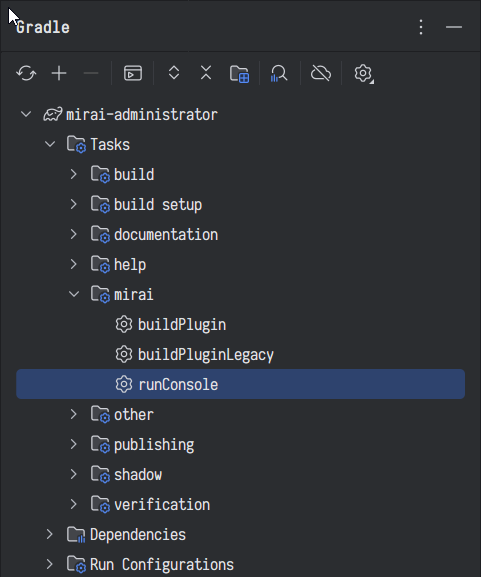 Gradle
mirai-administrator
Tasks
build
build setup
documentation
help
mirai
buildPlugin
buildPluginLegacy
runConsole
other
publishing
shadow
verification
Dependencies
Run Configurations